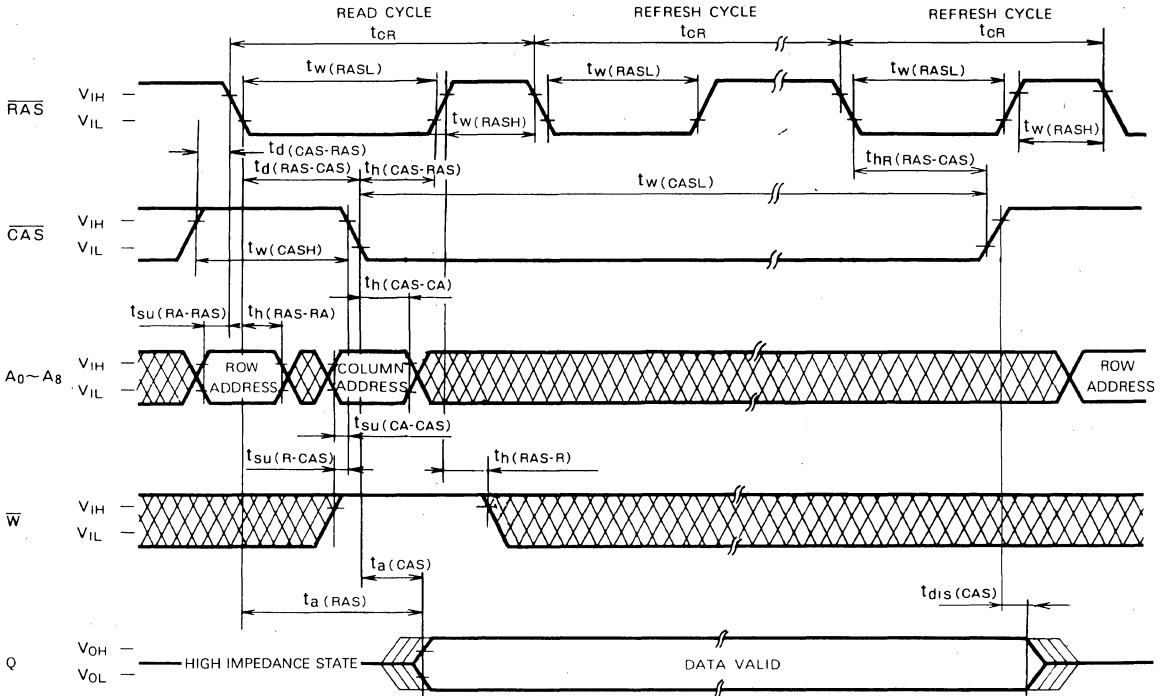 READ CYCLE REFRESH CYCLE REFRESH CYCLE
tCR tCR tCR
tw(RASL) tw(RASL) tw(RASL)
RAS VIH
VIL
tw(RASH) tw(RASH)
td(CAS-RAS)
td(RAS-CAS) th(CAS-RAS) thR(RAS-CAS)
tw(CASL)
CAS VIH
VIL
tw(CASH)
th(CAS-CA)
tsu(RA-RAS) th(RAS-RA)
A0~A8 VIH
VIL
ROW ADDRESS
COLUMN ADDRESS
ROW ADDRESS
tsu(CA-CAS)
tsu(R-CAS) th(RAS-R)
W VIH
VIL
ta(CAS)
ta(RAS) tdis(CAS)
Q VOH
VOL
HIGH IMPEDANCE STATE DATA VALID